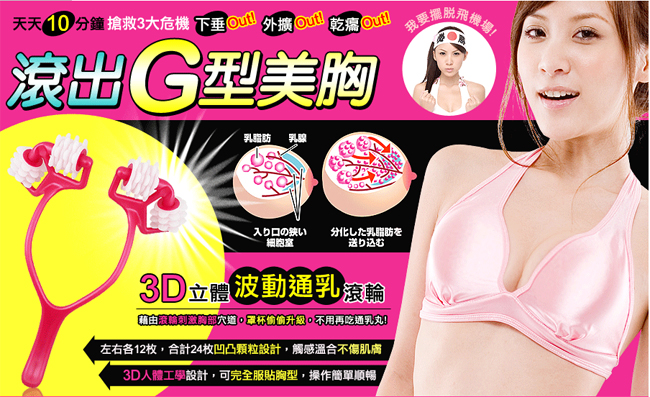 天天10分鐘 搶救3大危機 下垂Out! 外擴Out! 乾癟Out!
我要擺脫飛機場!
滾出G型美胸
乳脂肪 乳腺
入り口の狭い
細胞室
分化した乳脂肪を
送り込む
3D立體 波動通乳 滾輪
藉由滾輪刺激胸部穴道，罩杯偷偷升級，不用再吃通乳丸!
左右各12枚，合計24枚凹凸顆粒設計，觸感溫合不傷肌膚
3D人體工學設計，可完全服貼胸型，操作簡單順暢